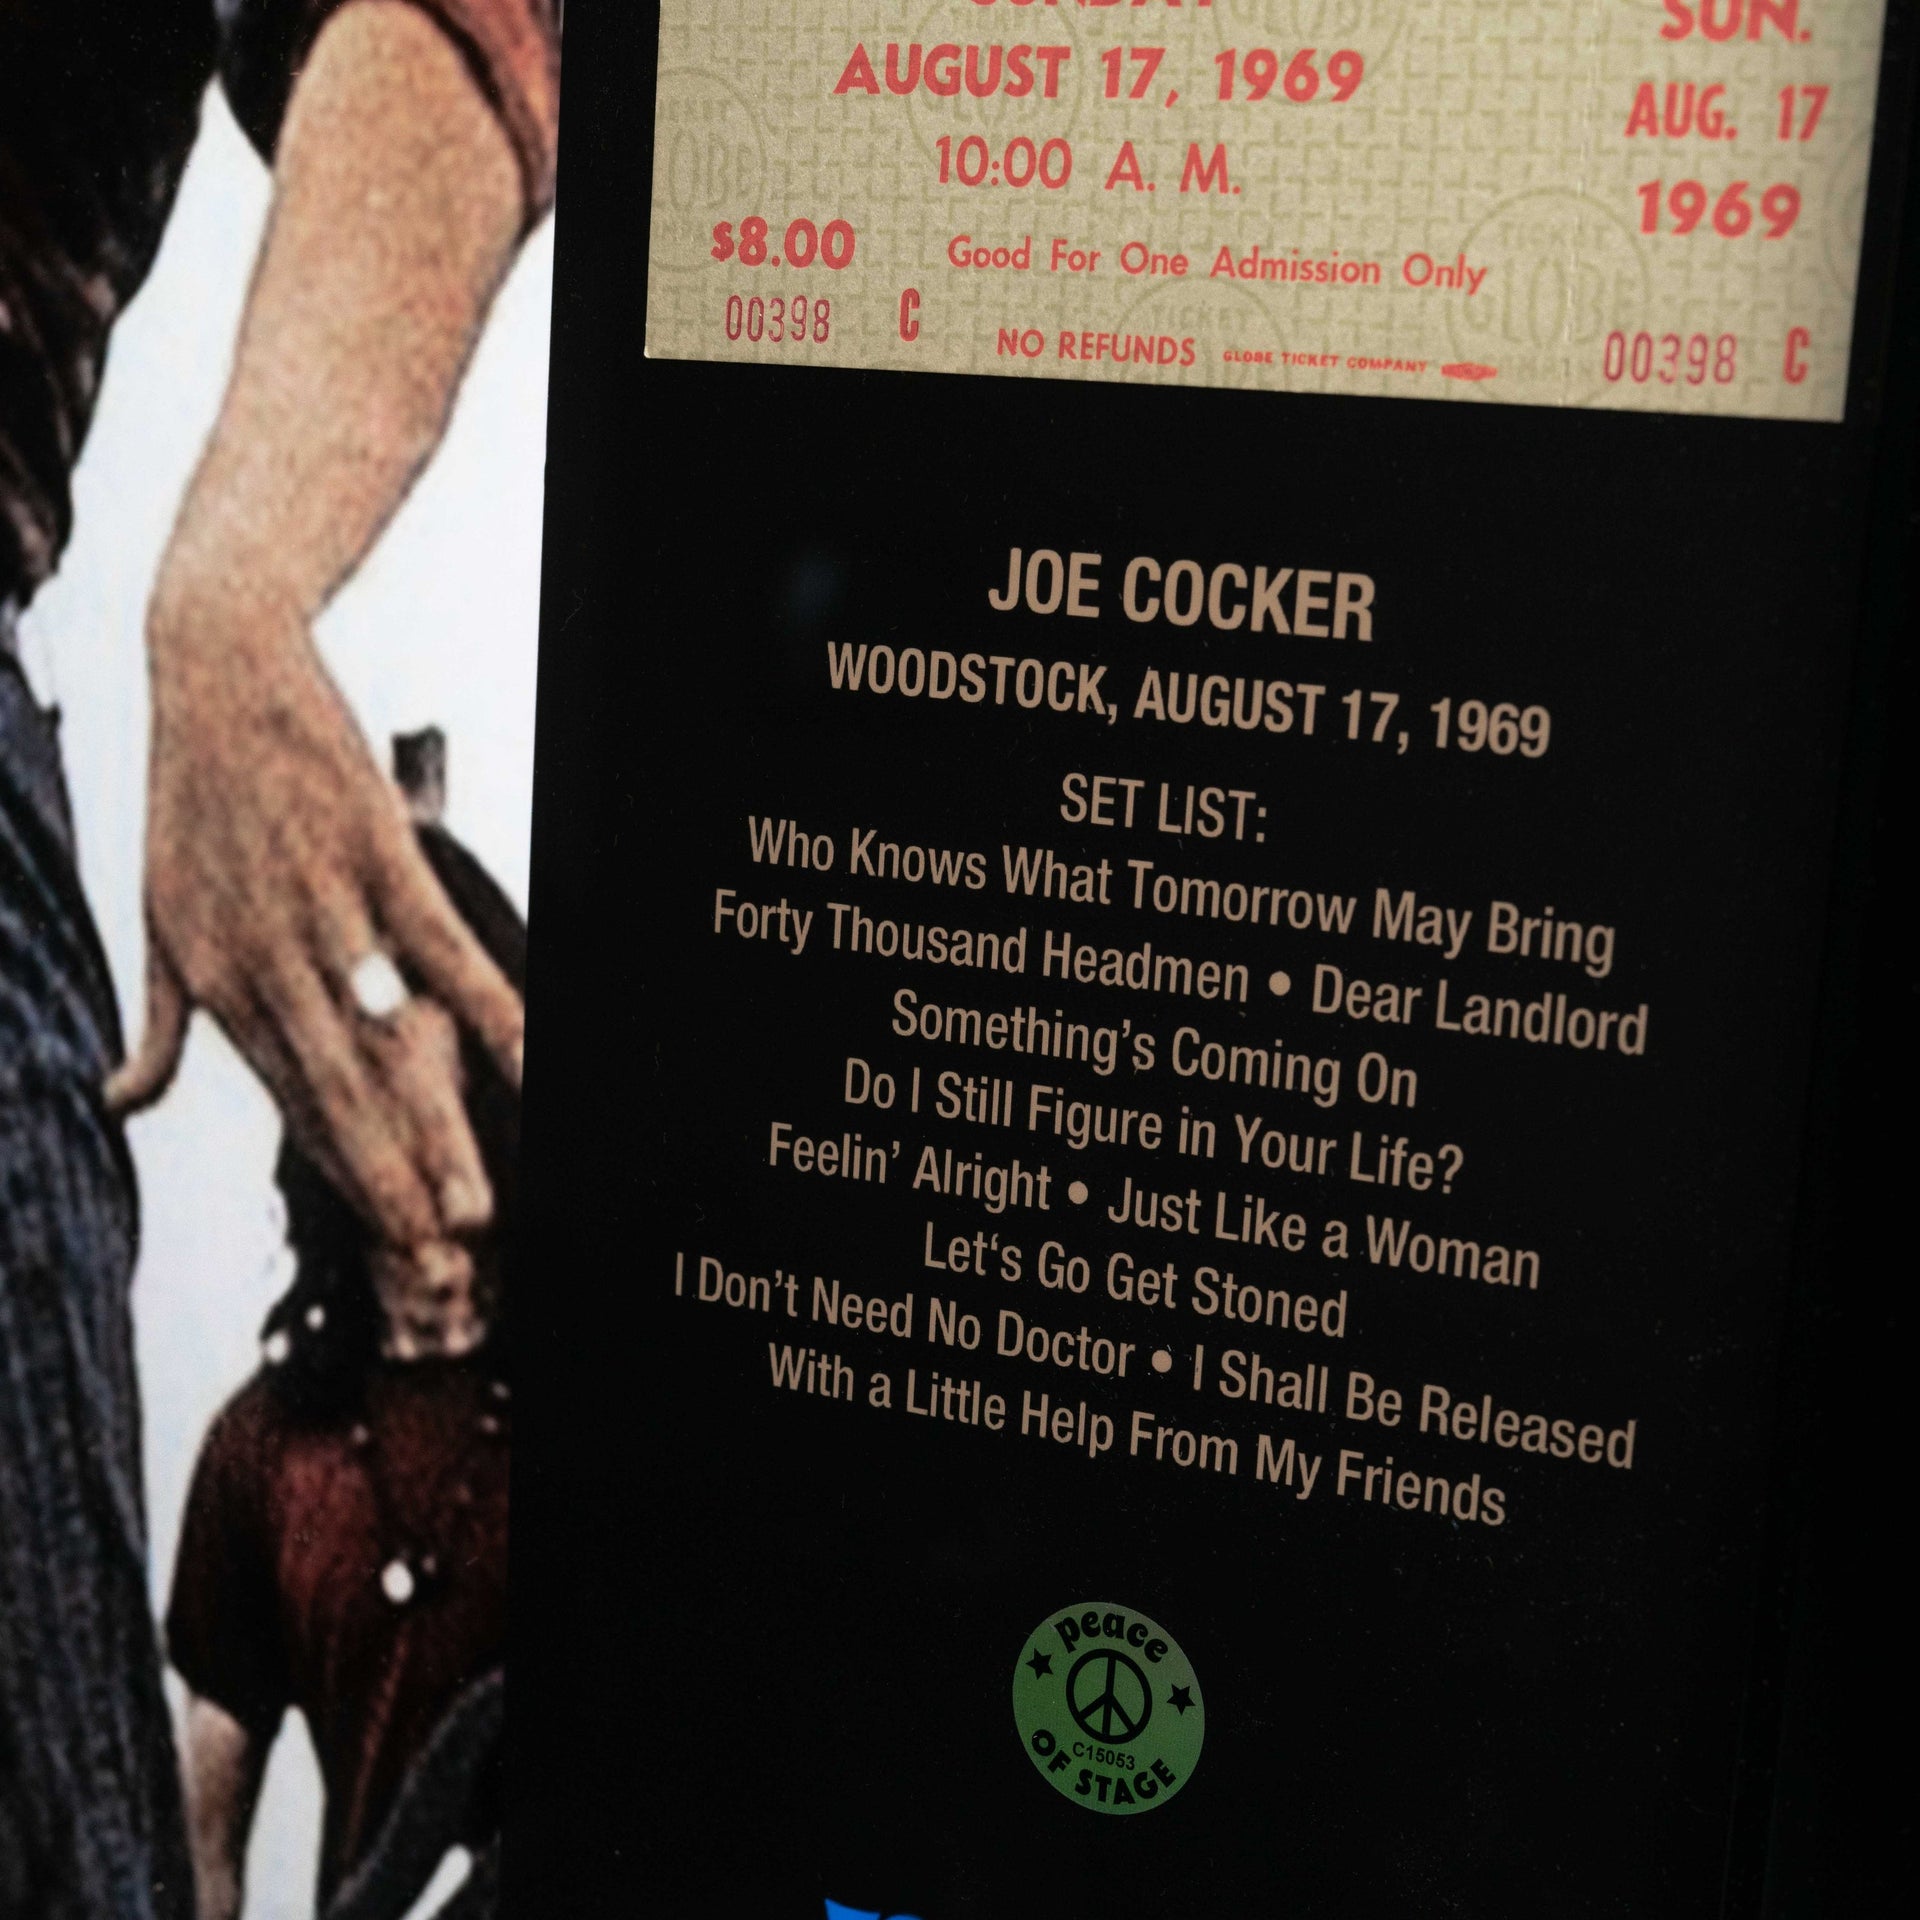 SUNDAY
AUGUST 17, 1969
10:00 A. M.
$8.00 Good For One Admission Only
00398 C NO REFUNDS GLOBE TICKET COMPANY
SUN.
AUG. 17
1969
00398 C
JOE COCKER
WOODSTOCK, AUGUST 17, 1969
SET LIST:
Who Knows What Tomorrow May Bring
Forty Thousand Headmen • Dear Landlord
Something’s Coming On
Do I Still Figure in Your Life?
Feelin’ Alright • Just Like a Woman
Let‘s Go Get Stoned
I Don’t Need No Doctor • I Shall Be Released
With a Little Help From My Friends
peace
C15053
OF STAGE